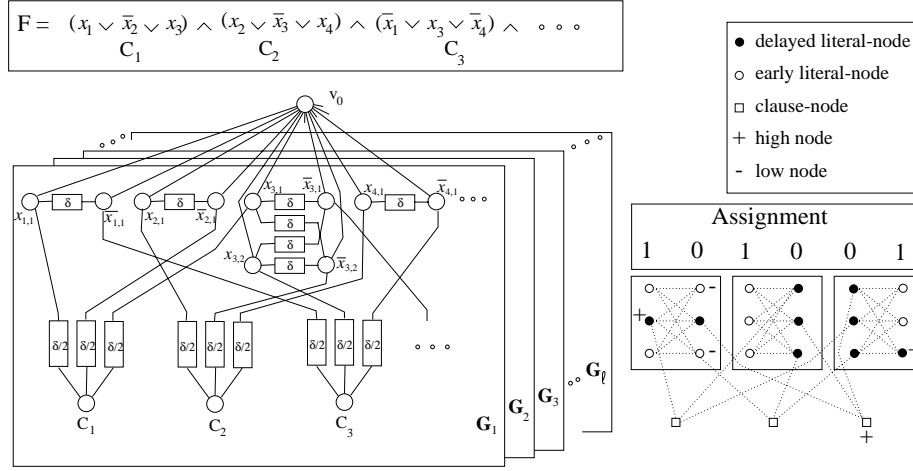 F = (x₁ ∨ x̅₂ ∨ x₃) ∧ (x₂ ∨ x̅₃ ∨ x₄) ∧ (x̅₁ ∨ x₃ ∨ x̅₄) ∧ ∘ ∘ ∘
C₁ C₂ C₃
● delayed literal-node
○ early literal-node
□ clause-node
+ high node
- low node
v₀
∘ ∘ ∘ ∘ ∘ ∘
x₁,₁ δ x̅₁,₁ x₂,₁ δ x̅₂,₁ x₃,₁ δ x̅₃,₁ x₄,₁ δ x̅₄,₁ ∘ ∘ ∘
δ
δ
x₃,₂ δ x̅₃,₂
δ/2 δ/2 δ/2 δ/2 δ/2 δ/2 δ/2 δ/2 δ/2 ∘ ∘ ∘
C₁ C₂ C₃
G₁ G₂ G₃ ∘ ∘ G_ℓ
Assignment
1 0 1 0 0 1
-
+
- -
+